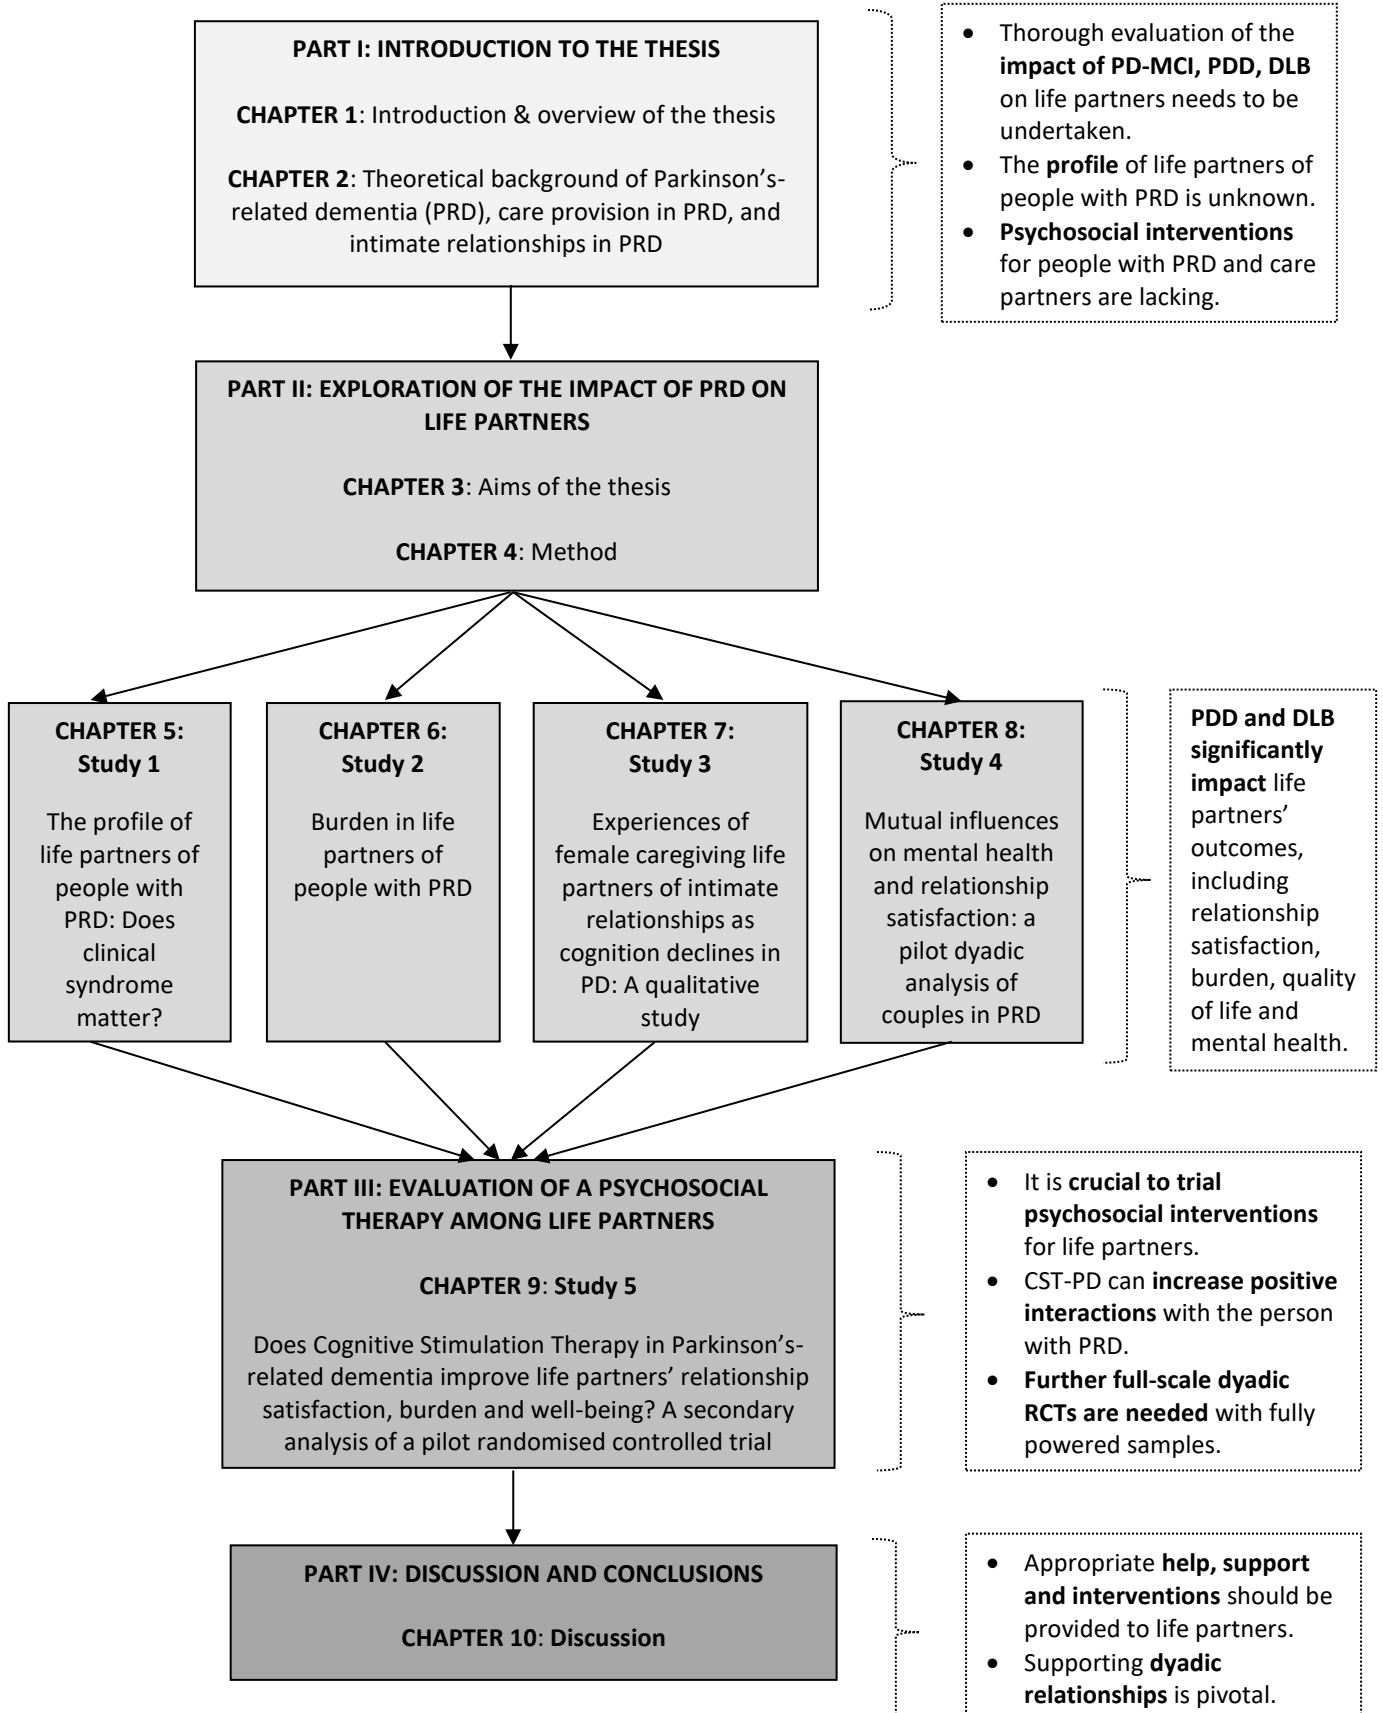 PART I: INTRODUCTION TO THE THESIS
CHAPTER 1: Introduction & overview of the thesis
CHAPTER 2: Theoretical background of Parkinson’s-
related dementia (PRD), care provision in PRD, and
intimate relationships in PRD
• Thorough evaluation of the
impact of PD-MCI, PDD, DLB
on life partners needs to be
undertaken.
• The profile of life partners of
people with PRD is unknown.
• Psychosocial interventions
for people with PRD and care
partners are lacking.
PART II: EXPLORATION OF THE IMPACT OF PRD ON
LIFE PARTNERS
CHAPTER 3: Aims of the thesis
CHAPTER 4: Method
CHAPTER 5:
Study 1
The profile of
life partners of
people with
PRD: Does
clinical
syndrome
matter?
CHAPTER 6:
Study 2
Burden in life
partners of
people with PRD
CHAPTER 7:
Study 3
Experiences of
female caregiving life
partners of intimate
relationships as
cognition declines in
PD: A qualitative
study
CHAPTER 8:
Study 4
Mutual influences
on mental health
and relationship
satisfaction: a
pilot dyadic
analysis of
couples in PRD
PDD and DLB
significantly
impact life
partners’
outcomes,
including
relationship
satisfaction,
burden, quality
of life and
mental health.
PART III: EVALUATION OF A PSYCHOSOCIAL
THERAPY AMONG LIFE PARTNERS
CHAPTER 9: Study 5
Does Cognitive Stimulation Therapy in Parkinson’s-
related dementia improve life partners’ relationship
satisfaction, burden and well-being? A secondary
analysis of a pilot randomised controlled trial
• It is crucial to trial
psychosocial interventions
for life partners.
• CST-PD can increase positive
interactions with the person
with PRD.
• Further full-scale dyadic
RCTs are needed with fully
powered samples.
PART IV: DISCUSSION AND CONCLUSIONS
CHAPTER 10: Discussion
• Appropriate help, support
and interventions should be
provided to life partners.
• Supporting dyadic
relationships is pivotal.